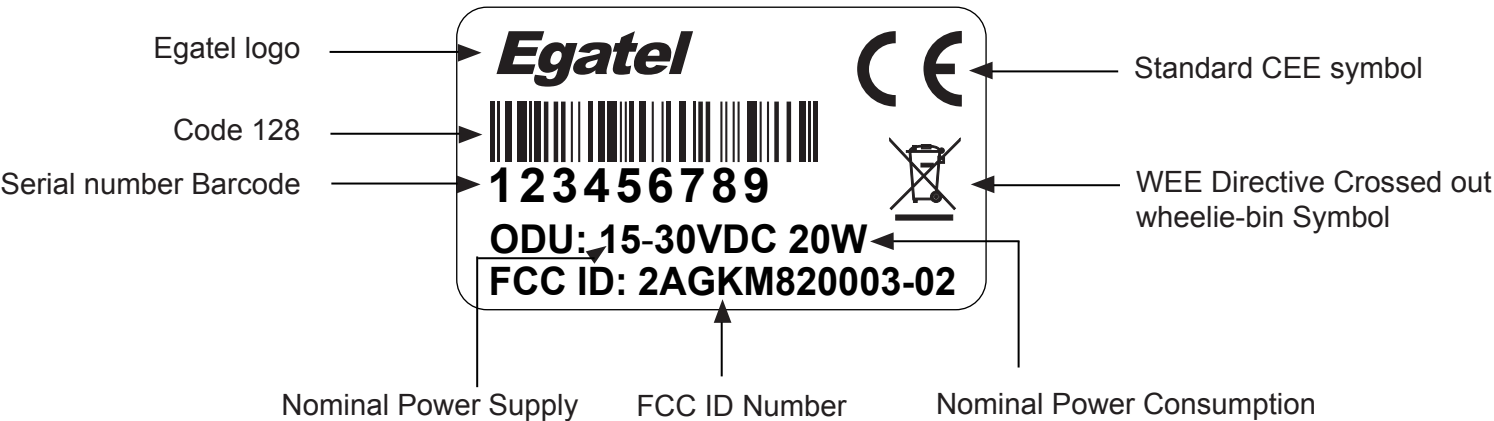 Egatel logo
Egatel
CE
Standard CEE symbol
Code 128
Serial number Barcode
123456789
WEE Directive Crossed out
wheelie-bin Symbol
ODU: 15-30VDC 20W
FCC ID: 2AGKM820003-02
Nominal Power Supply
FCC ID Number
Nominal Power Consumption